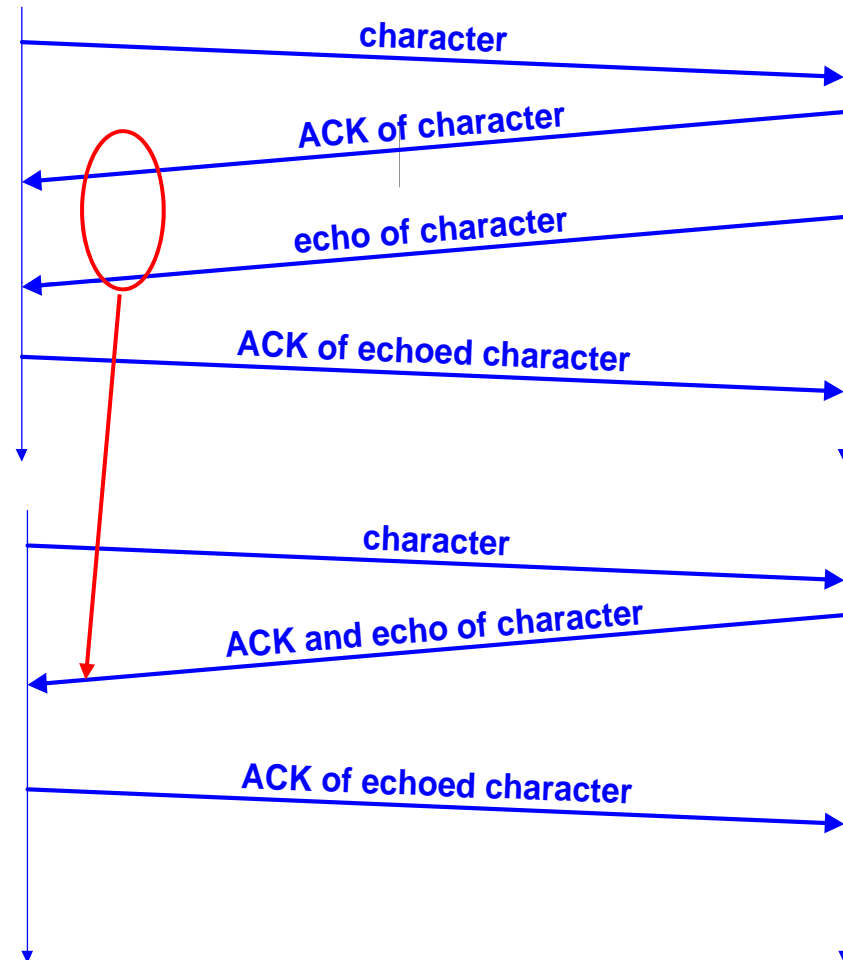 character
ACK of character
echo of character
ACK of echoed character
character
ACK and echo of character
ACK of echoed character